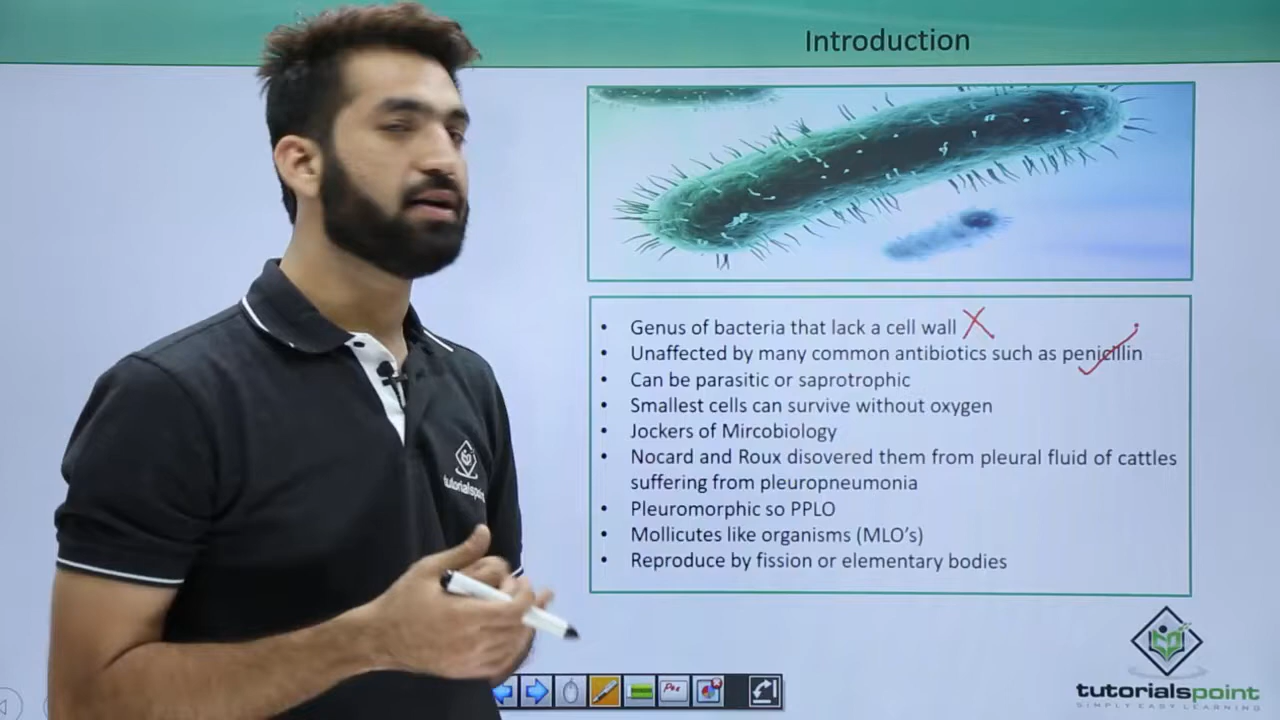 Introduction
• Genus of bacteria that lack a cell wall
• Unaffected by many common antibiotics such as penicillin
• Can be parasitic or saprotrophic
• Smallest cells can survive without oxygen
• Jockers of Mircobiology
• Nocard and Roux disovered them from pleural fluid of cattles
suffering from pleuropneumonia
• Pleuromorphic so PPLO
• Mollicutes like organisms (MLO's)
• Reproduce by fission or elementary bodies
tutorialspoint
tutorialspoint
SIMPLY EASY LEARNING